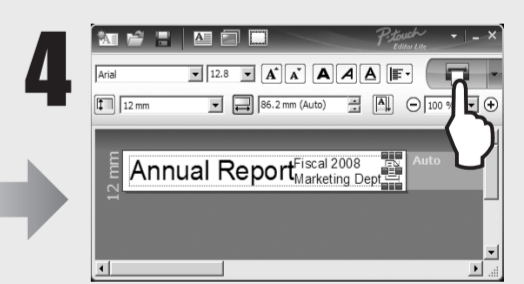 4
P-touch
Editor Lite
Arial 12.8 A A A A A
12 mm 86.2 mm (Auto) A 100 %
12 mm
Annual Report
Fiscal 2008
Marketing Dept
Auto